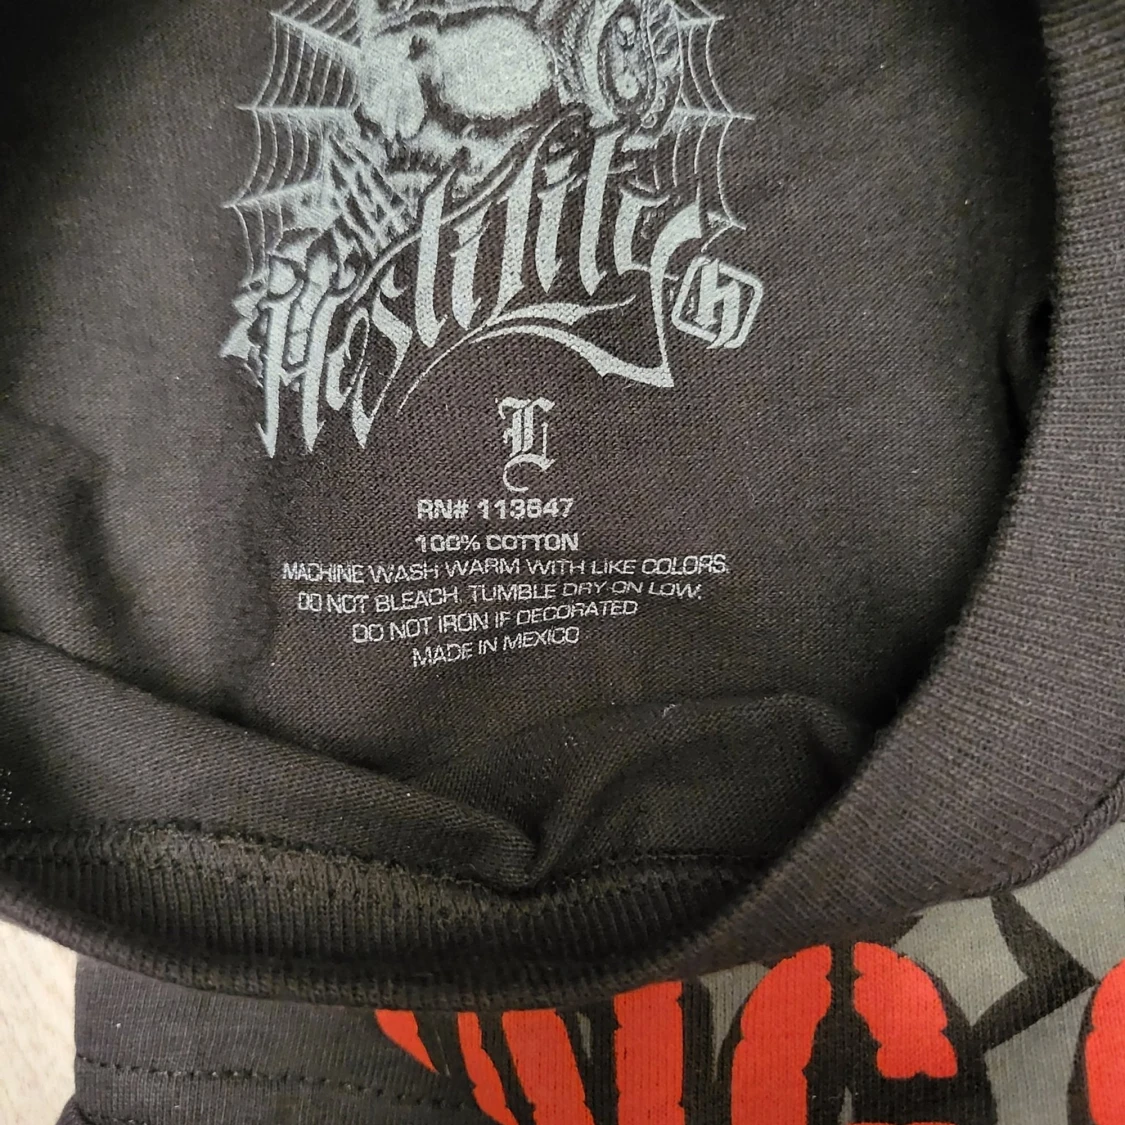 Hostility
h
L
RN# 113847
100% COTTON
MACHINE WASH WARM WITH LIKE COLORS.
DO NOT BLEACH. TUMBLE DRY ON LOW.
DO NOT IRON IF DECORATED
MADE IN MEXICO